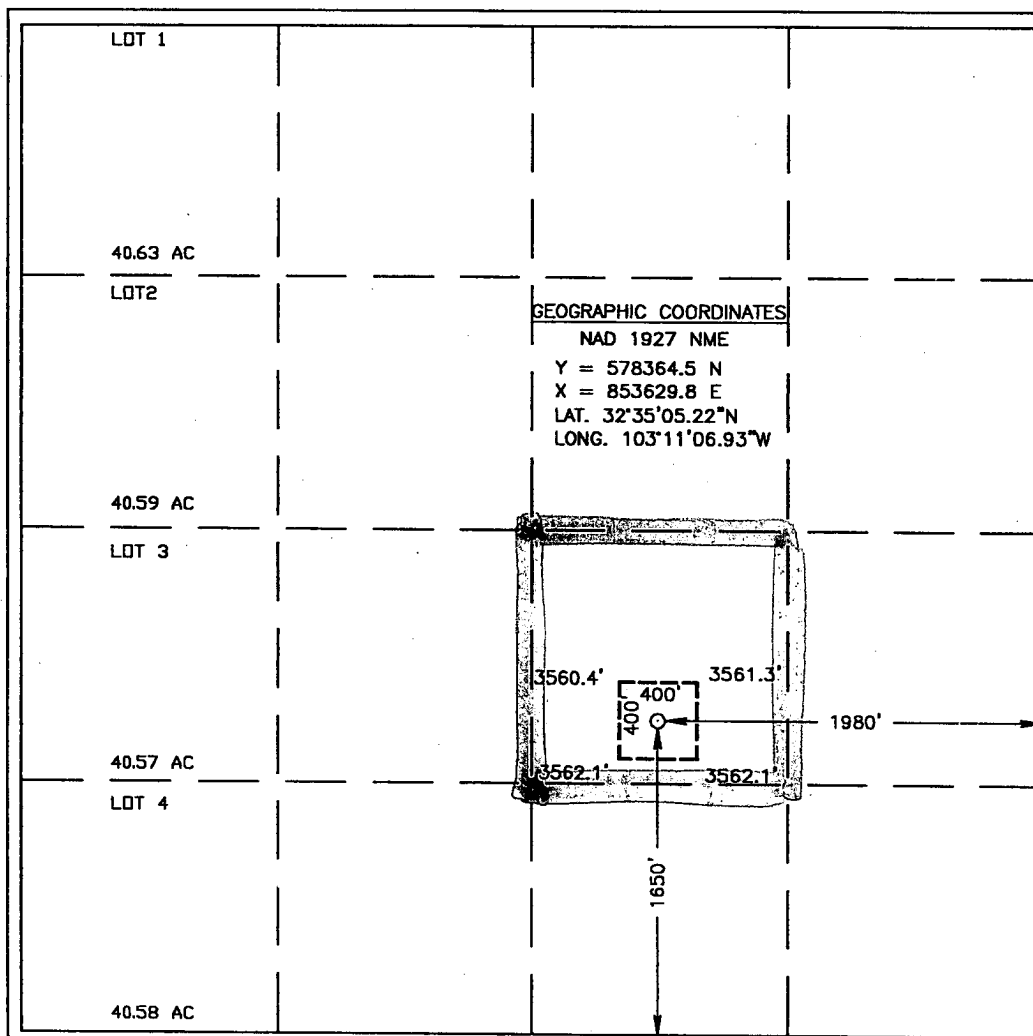 LOT 1
40.63 AC
LOT2
GEOGRAPHIC COORDINATES
NAD 1927 NME
Y = 578364.5 N
X = 853629.8 E
LAT. 32°35'05.22"N
LONG. 103°11'06.93"W
40.59 AC
LOT 3
3560.4'
3561.3'
400'
400'
1980'
40.57 AC
3562.1'
3562.1'
LOT 4
1650'
40.58 AC